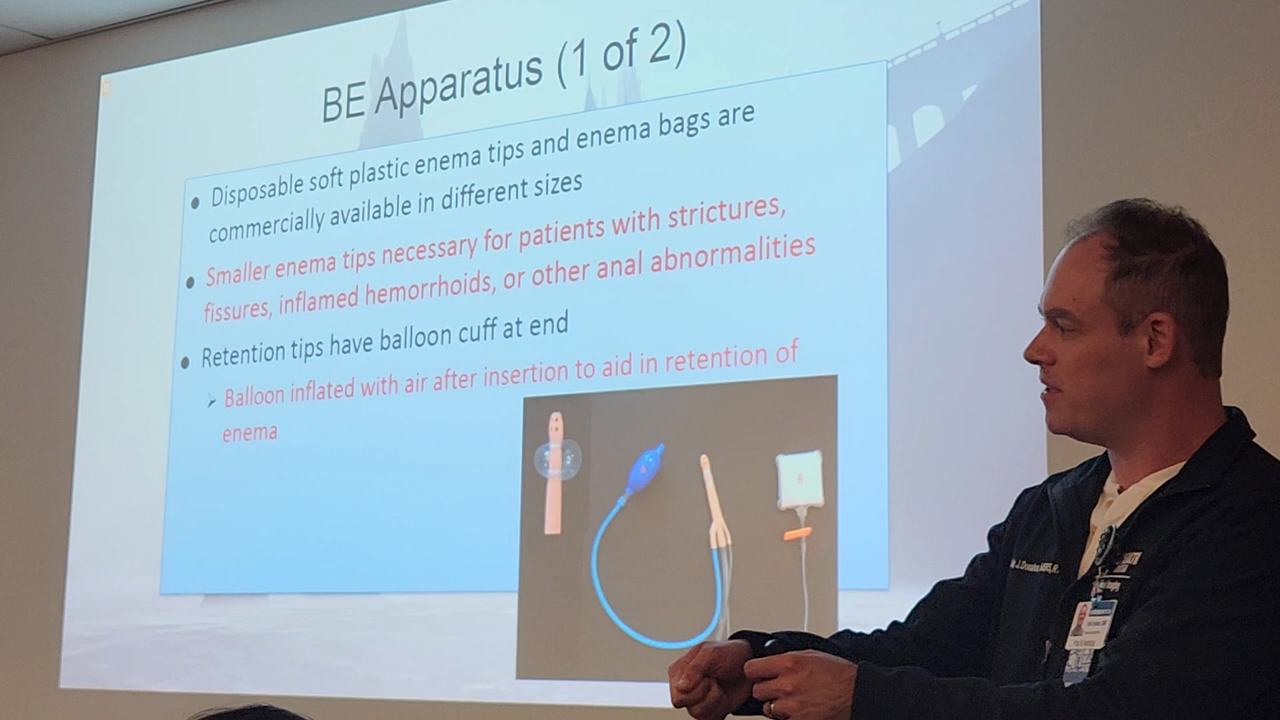 BE Apparatus (1 of 2)
• Disposable soft plastic enema tips and enema bags are
commercially available in different sizes
• Smaller enema tips necessary for patients with strictures,
fissures, inflamed hemorrhoids, or other anal abnormalities
• Retention tips have balloon cuff at end
➢ Balloon inflated with air after insertion to aid in retention of
enema